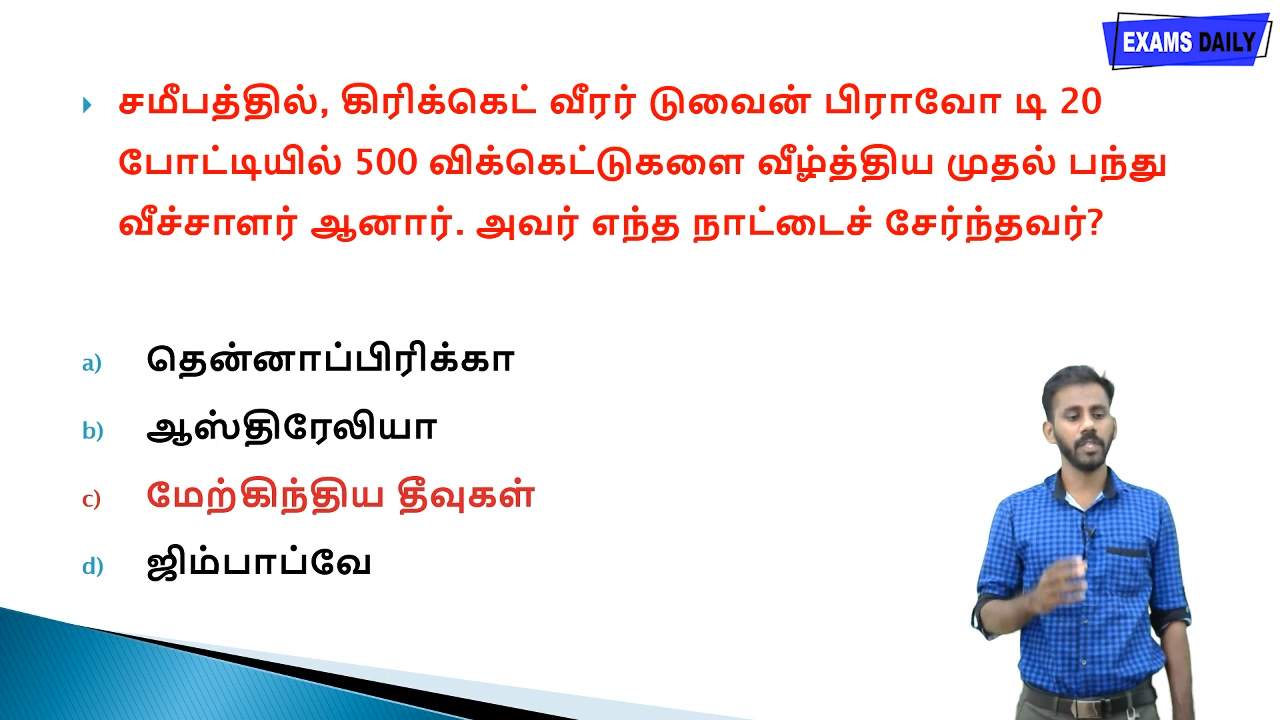 EXAMS DAILY
சமீபத்தில், கிரிக்கெட் வீரர் டுவைன் பிராவோ டி 20
போட்டியில் 500 விக்கெட்டுகளை வீழ்த்திய முதல் பந்து
வீச்சாளர் ஆனார். அவர் எந்த நாட்டைச் சேர்ந்தவர்?
a) தென்னாப்பிரிக்கா
b) ஆஸ்திரேலியா
c) மேற்கிந்திய தீவுகள்
d) ஜிம்பாப்வே